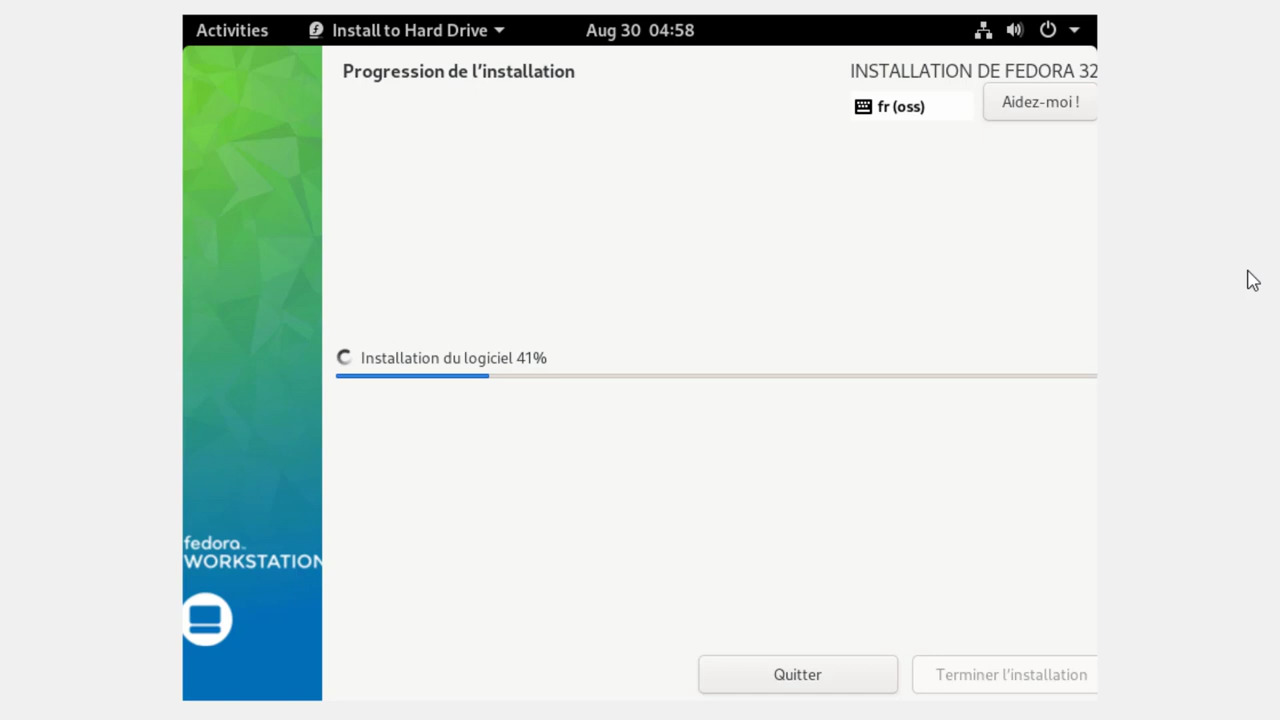 Activities Install to Hard Drive Aug 30 04:58
Progression de l'installation
INSTALLATION DE FEDORA 32
fr (oss)
Aidez-moi !
Installation du logiciel 41%
fedora
WORKSTATION
Quitter
Terminer l'installation